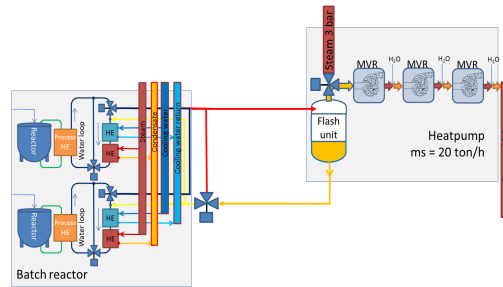 Steam 3 bar
MVR
H₂O
MVR
H₂O
MVR
H₂O
Flash
unit
Heatpump
ms = 20 ton/h
Steam
Condensate
Cooling water
Cooling water return
Reactor
Process
HE
Water loop
HE
HE
Reactor
Process
HE
Water loop
HE
HE
Batch reactor